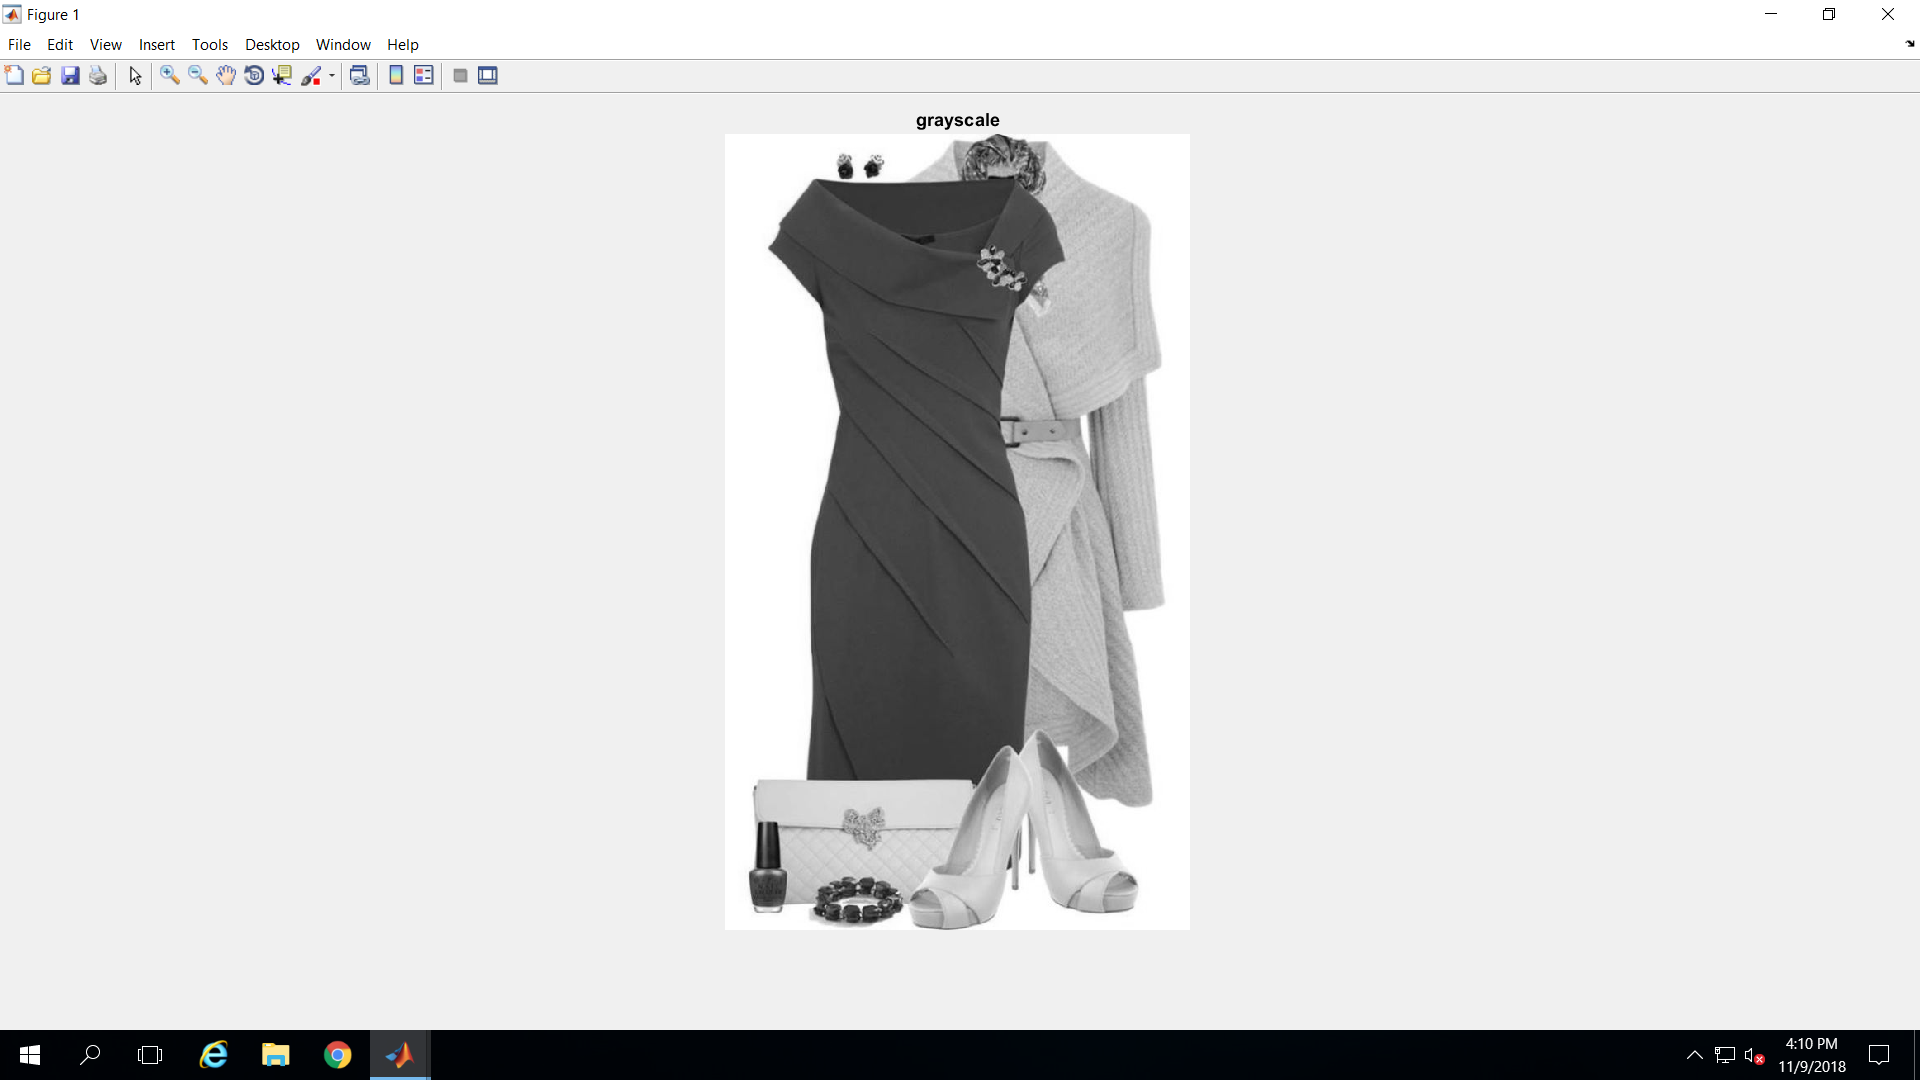 Figure 1
File Edit View Insert Tools Desktop Window Help
grayscale
4:10 PM
11/9/2018